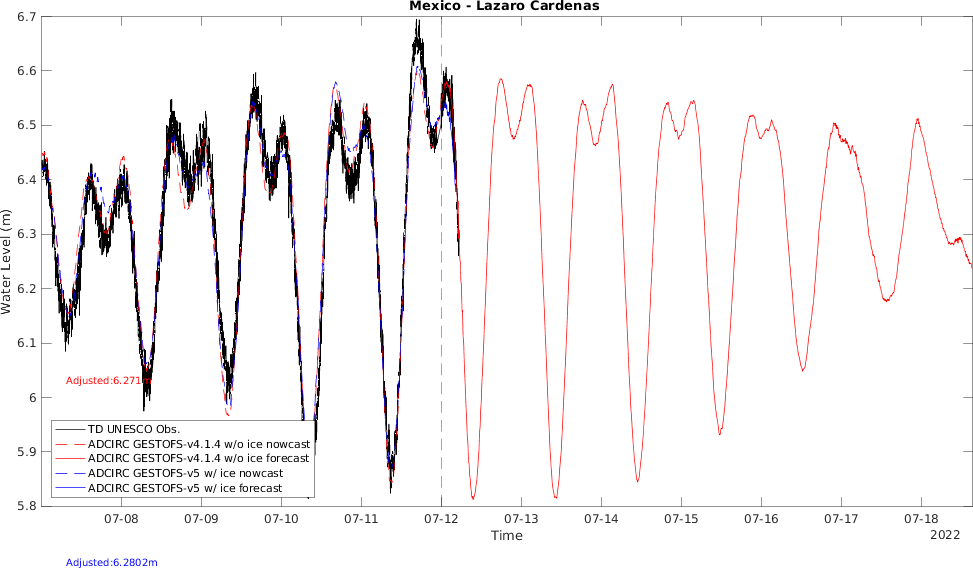 Mexico - Lazaro Cardenas
6.7
6.6
6.5
6.4
6.3
6.2
6.1
6
5.9
5.8
Water Level (m)
Adjusted:6.271
TD UNESCO Obs.
ADCIRC GESTOFS-v4.1.4 w/o ice nowcast
ADCIRC GESTOFS-v4.1.4 w/o ice forecast
ADCIRC GESTOFS-v5 w/ ice nowcast
ADCIRC GESTOFS-v5 w/ ice forecast
07-08 07-09 07-10 07-11 07-12 07-13 07-14 07-15 07-16 07-17 07-18
Time
2022
Adjusted:6.2802m